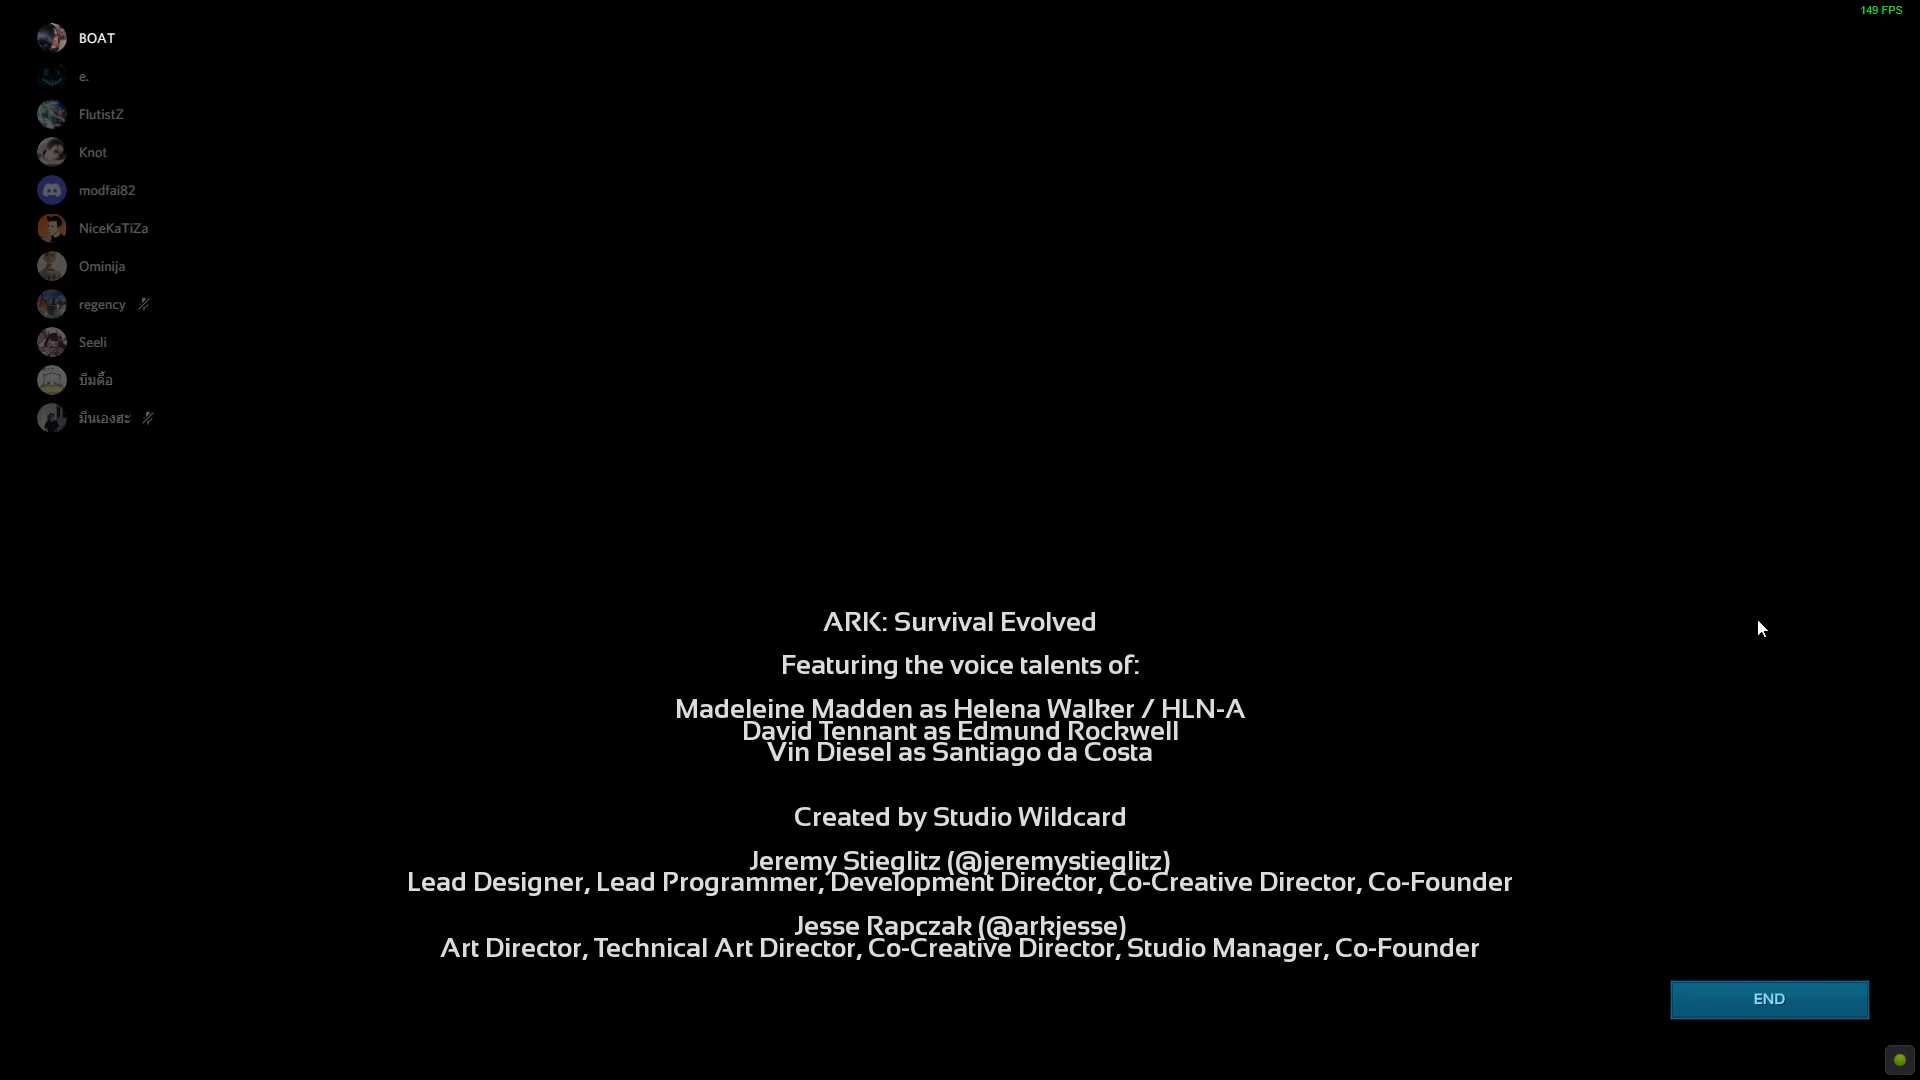 149 FPS
BOAT
e.
FlutistZ
Knot
modfai82
NiceKaTiZa
Ominija
regency
Seeli
บีมดื้อ
มีนเองฮะ
ARK: Survival Evolved
Featuring the voice talents of:
Madeleine Madden as Helena Walker / HLN-A
David Tennant as Edmund Rockwell
Vin Diesel as Santiago da Costa
Created by Studio Wildcard
Jeremy Stieglitz (@jeremystieglitz)
Lead Designer, Lead Programmer, Development Director, Co-Creative Director, Co-Founder
Jesse Rapczak (@arkjesse)
Art Director, Technical Art Director, Co-Creative Director, Studio Manager, Co-Founder
END